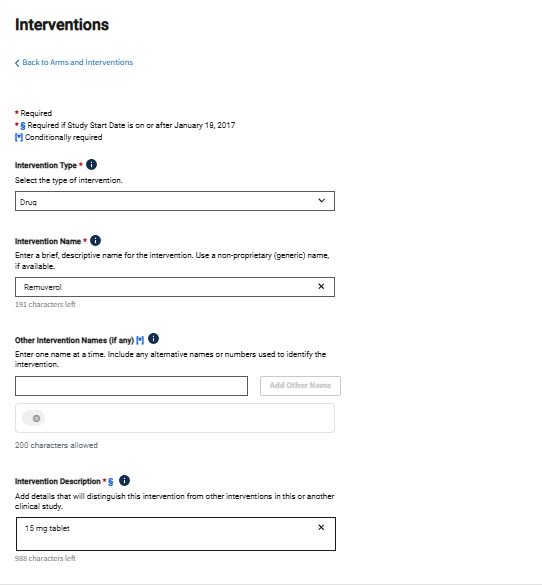 Interventions
Back to Arms and Interventions
* Required
* § Required if Study Start Date is on or after January 18, 2017
[*] Conditionally required
Intervention Type *
Select the type of intervention.
Drug
Intervention Name *
Enter a brief, descriptive name for the intervention. Use a non-proprietary (generic) name,
if available.
Remuverol
191 characters left
Other Intervention Names (if any) [*]
Enter one name at a time. Include any alternative names or numbers used to identify the
intervention.
Add Other Name
200 characters allowed
Intervention Description * §
Add details that will distinguish this intervention from other interventions in this or another
clinical study.
15 mg tablet
988 characters left